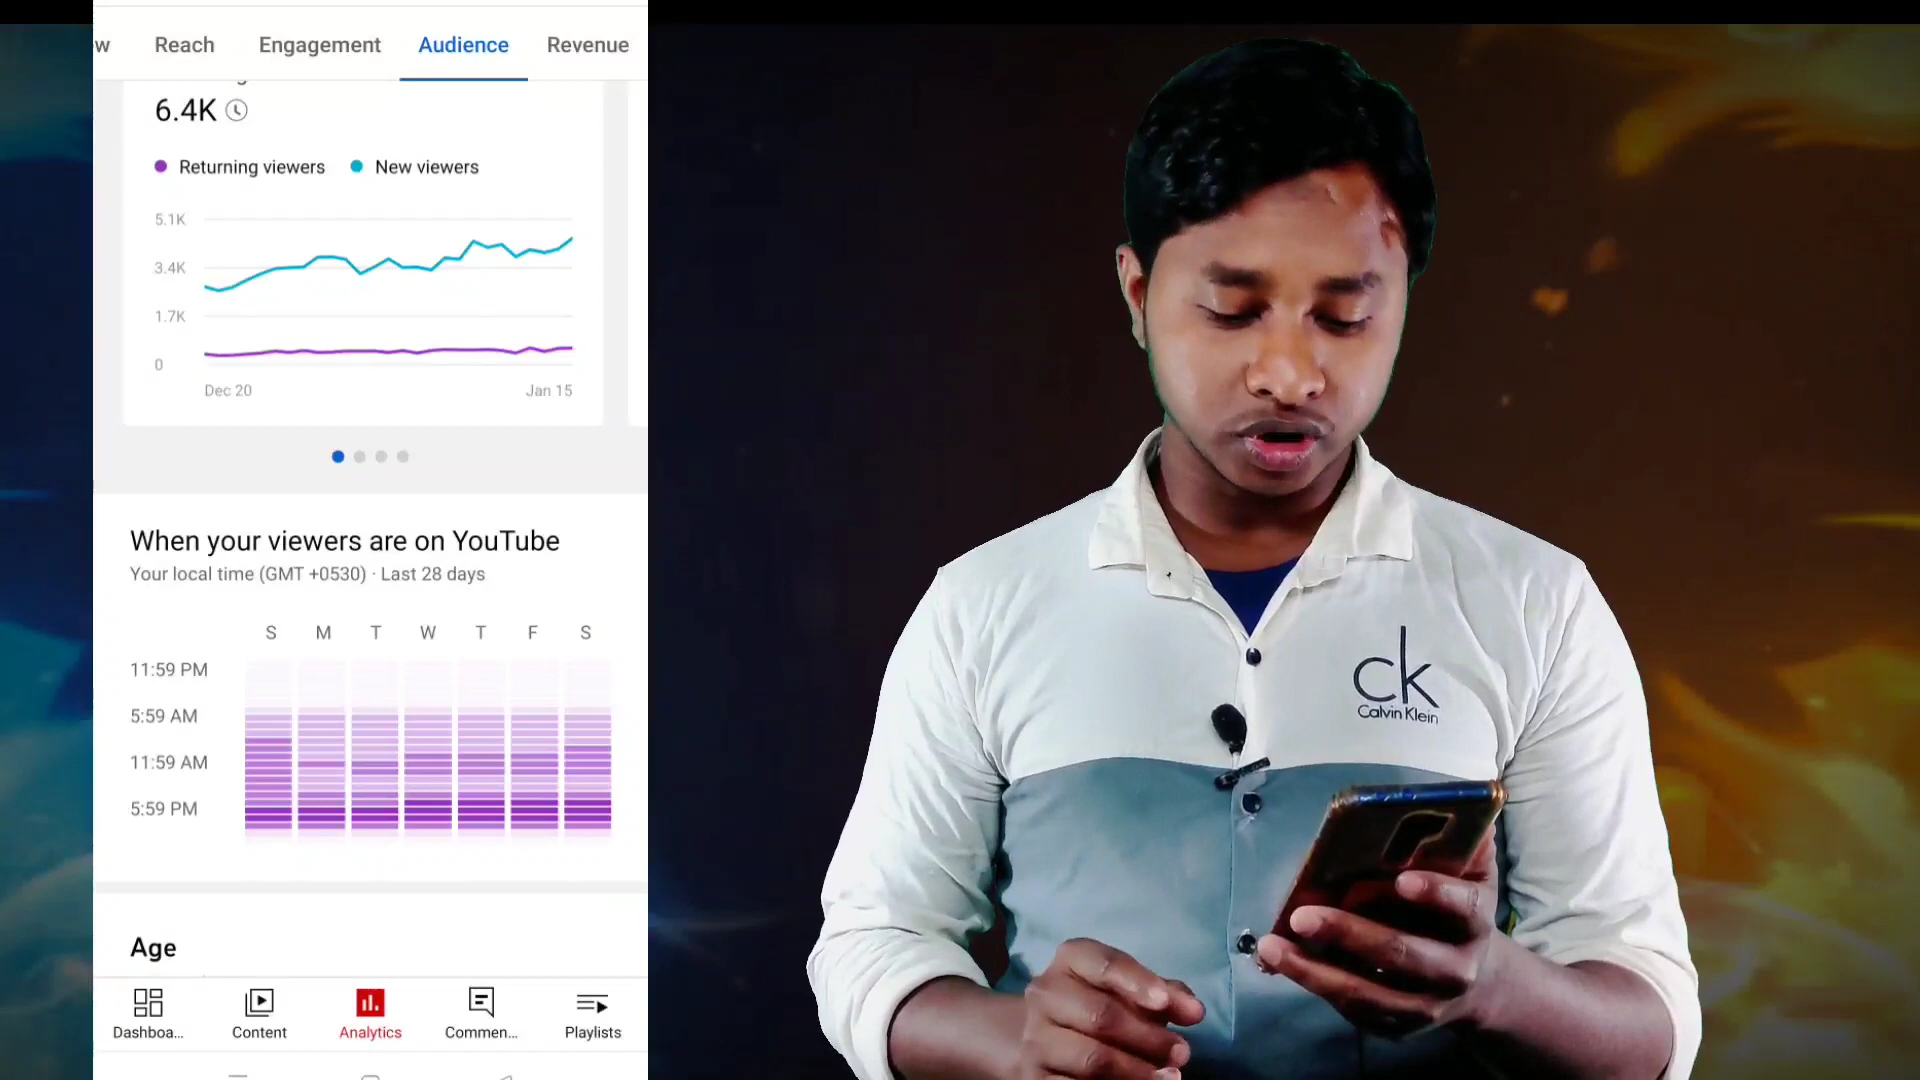 Reach Engagement Audience Revenue
6.4K
Returning viewers New viewers
5.1K
3.4K
1.7K
0
Dec 20 Jan 15
When your viewers are on YouTube
Your local time (GMT +0530) · Last 28 days
S M T W T F S
11:59 PM
5:59 AM
11:59 AM
5:59 PM
Age
Dashboa... Content Analytics Commen... Playlists
ck
Calvin Klein